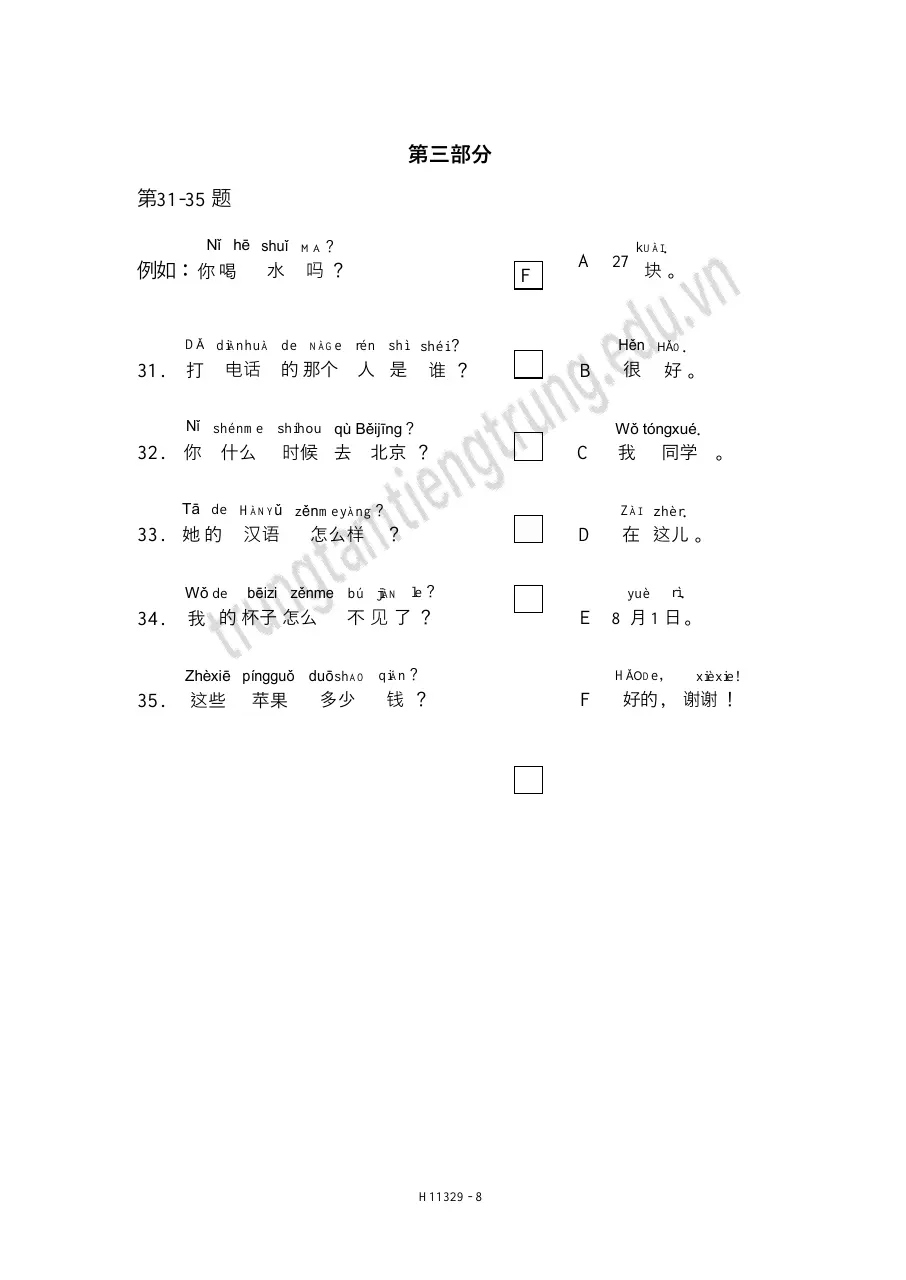 第三部分
第31-35 题
Nǐ hē shuǐ MA？ kUÀI.
例如：你喝 水 吗？ F A 27 块。
DǍ diÀnhuÀ de NÀGe rén shì shéi？ Hěn HǍO.
31. 打 电话 的那个 人 是 谁？ B 很 好。
Nǐ shénme shíhou qù Běijīng？ Wǒ tóngxué.
32. 你 什么 时候 去 北京？ C 我 同学 。
Tā de HÀNYǔ zěnmeyÀng？ ZÀI zhèr.
33. 她的 汉语 怎么样 ？ D 在 这儿。
Wǒ de bēizi zěnme bú jiÀN le？ yuè rì.
34. 我 的杯子怎么 不见了？ E 8 月1日。
Zhèxiē píngguǒ duōshAO qiÁn？ HǍODe， xièxie!
35. 这些 苹果 多少 钱？ F 好的，谢谢！
trungtamtiengtrung.edu.vn
H11329-8